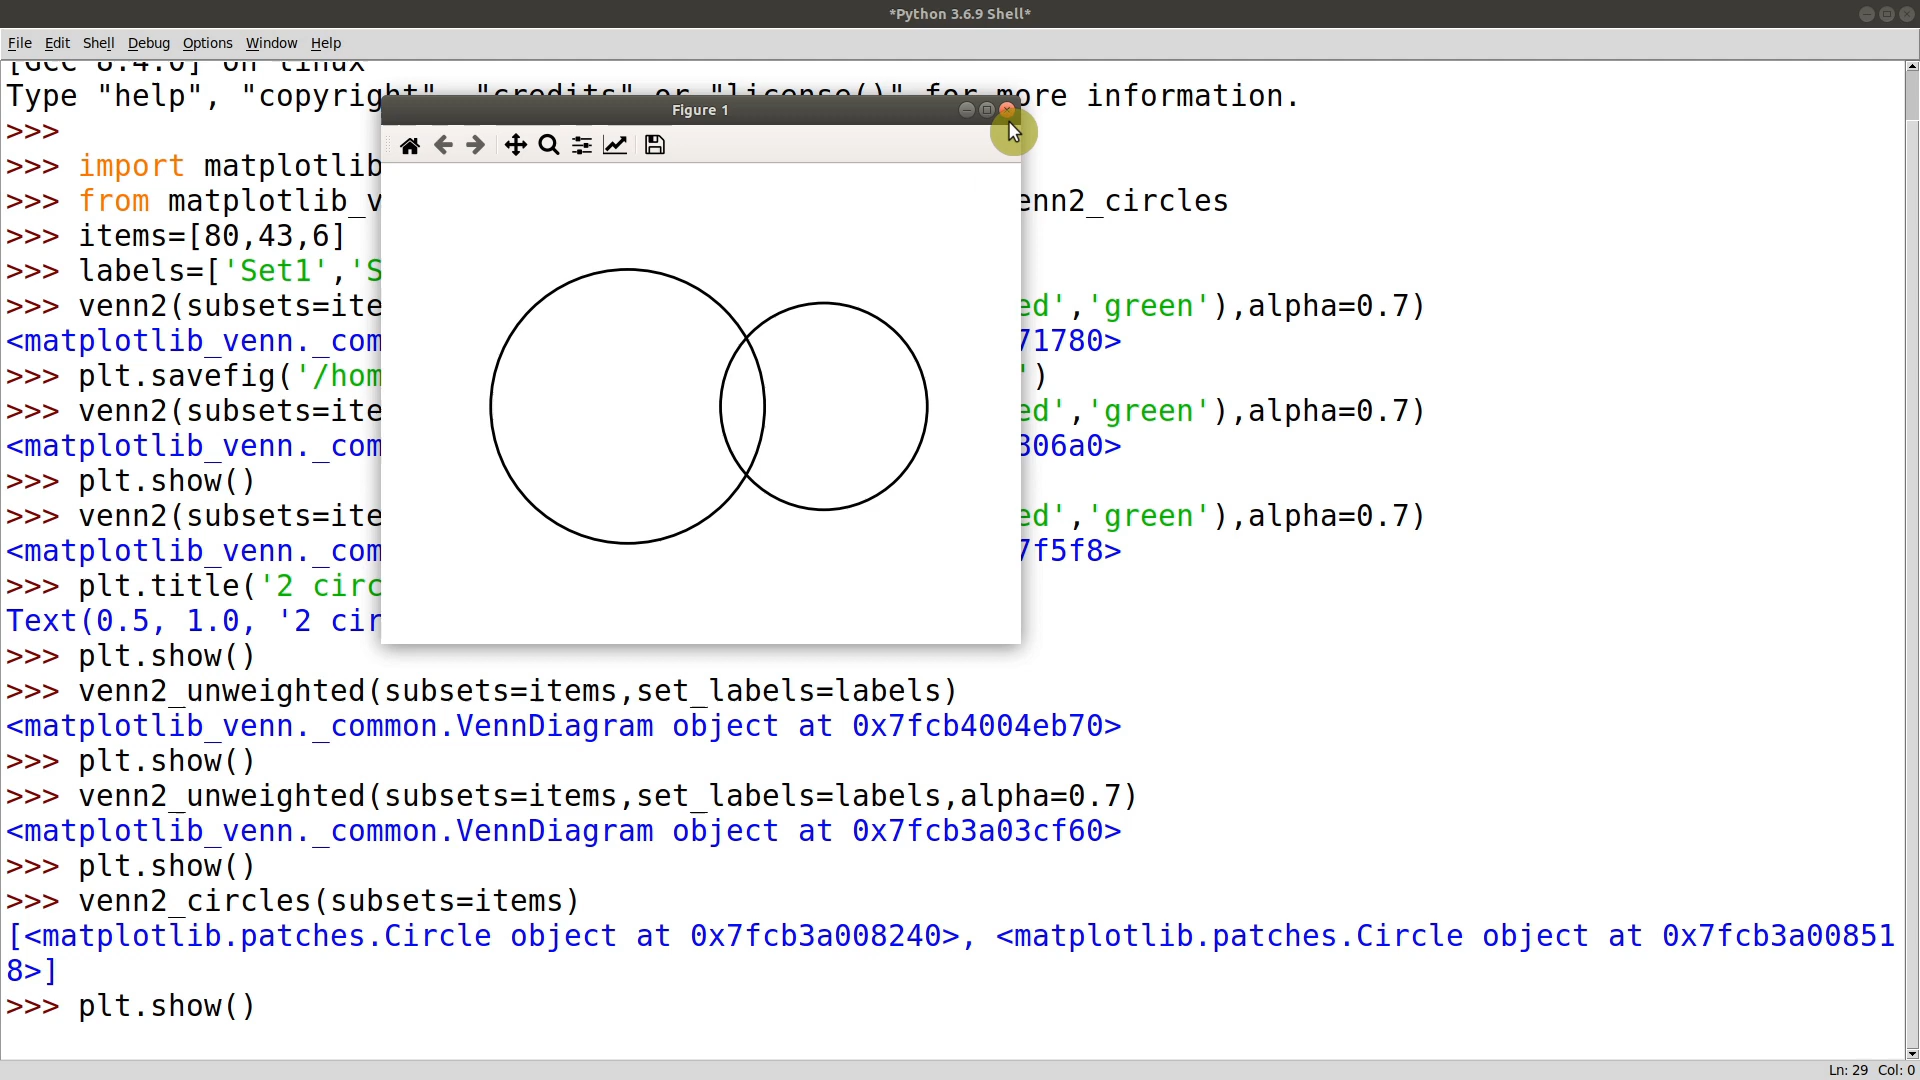 *Python 3.6.9 Shell*
File Edit Shell Debug Options Window Help
[GCC 8.4.0] on linux
Type "help", "copyright", "credits" or "license()" for more information.
Figure 1
>>>
>>> import matplotlib
>>> from matplotlib_v enn2_circles
>>> items=[80,43,6]
>>> labels=['Set1','S
>>> venn2(subsets=ite ed','green'),alpha=0.7)
<matplotlib_venn._com 71780>
>>> plt.savefig('/hom ')
>>> venn2(subsets=ite ed','green'),alpha=0.7)
<matplotlib_venn._com 806a0>
>>> plt.show()
>>> venn2(subsets=ite ed','green'),alpha=0.7)
<matplotlib_venn._com 7f5f8>
>>> plt.title('2 circ
Text(0.5, 1.0, '2 cir
>>> plt.show()
>>> venn2_unweighted(subsets=items,set_labels=labels)
<matplotlib_venn._common.VennDiagram object at 0x7fcb4004eb70>
>>> plt.show()
>>> venn2_unweighted(subsets=items,set_labels=labels,alpha=0.7)
<matplotlib_venn._common.VennDiagram object at 0x7fcb3a03cf60>
>>> plt.show()
>>> venn2_circles(subsets=items)
[<matplotlib.patches.Circle object at 0x7fcb3a008240>, <matplotlib.patches.Circle object at 0x7fcb3a00851
8>]
>>> plt.show()
Ln: 29 Col: 0